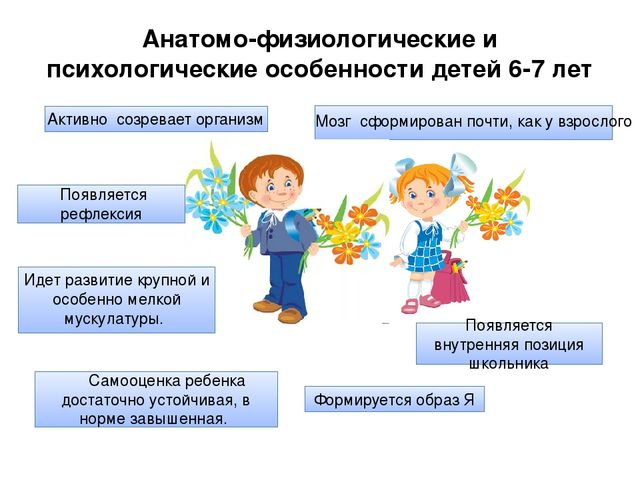 Анатомо-физиологические и
психологические особенности детей 6-7 лет
Активно созревает организм
Мозг сформирован почти, как у взрослого
Появляется
рефлексия
Идет развитие крупной и
особенно мелкой
мускулатуры.
Появляется
внутренняя позиция
школьника
Самооценка ребенка
достаточно устойчивая, в
норме завышенная.
Формируется образ Я